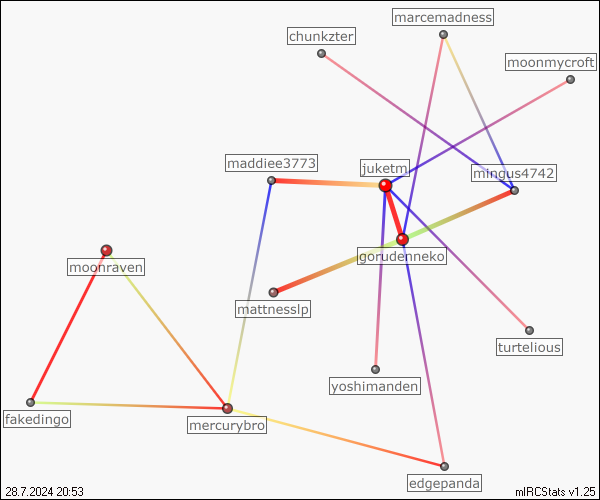 marcemadness
chunkzter
moonmycroft
maddiee3773
juketm
mingus4742
gorudenneko
moonraven
mattnesslp
turtelious
yoshimanden
fakedingo
mercurybro
edgepanda
28.7.2024 20:53
mIRCStats v1.25